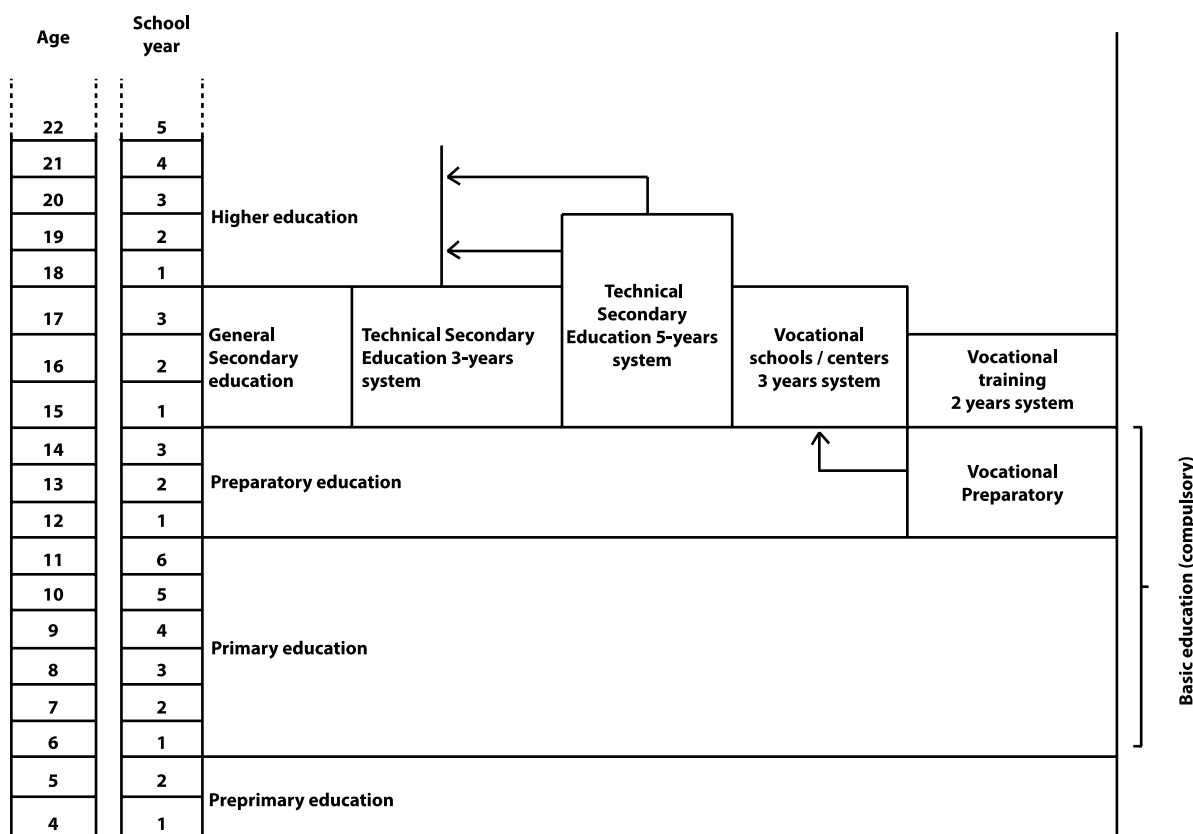 Age
School
year
22
5
21
4
20
3
Higher education
19
2
18
1
17
3
16
2
15
1
General
Secondary
education
Technical Secondary
Education 3-years
system
Technical
Secondary
Education 5-years
system
Vocational
schools / centers
3 years system
Vocational
training
2 years system
14
3
13
2
12
1
Preparatory education
Vocational
Preparatory
11
6
10
5
9
4
8
3
7
2
6
1
Primary education
Basic education (compulsory)
5
2
4
1
Preprimary education